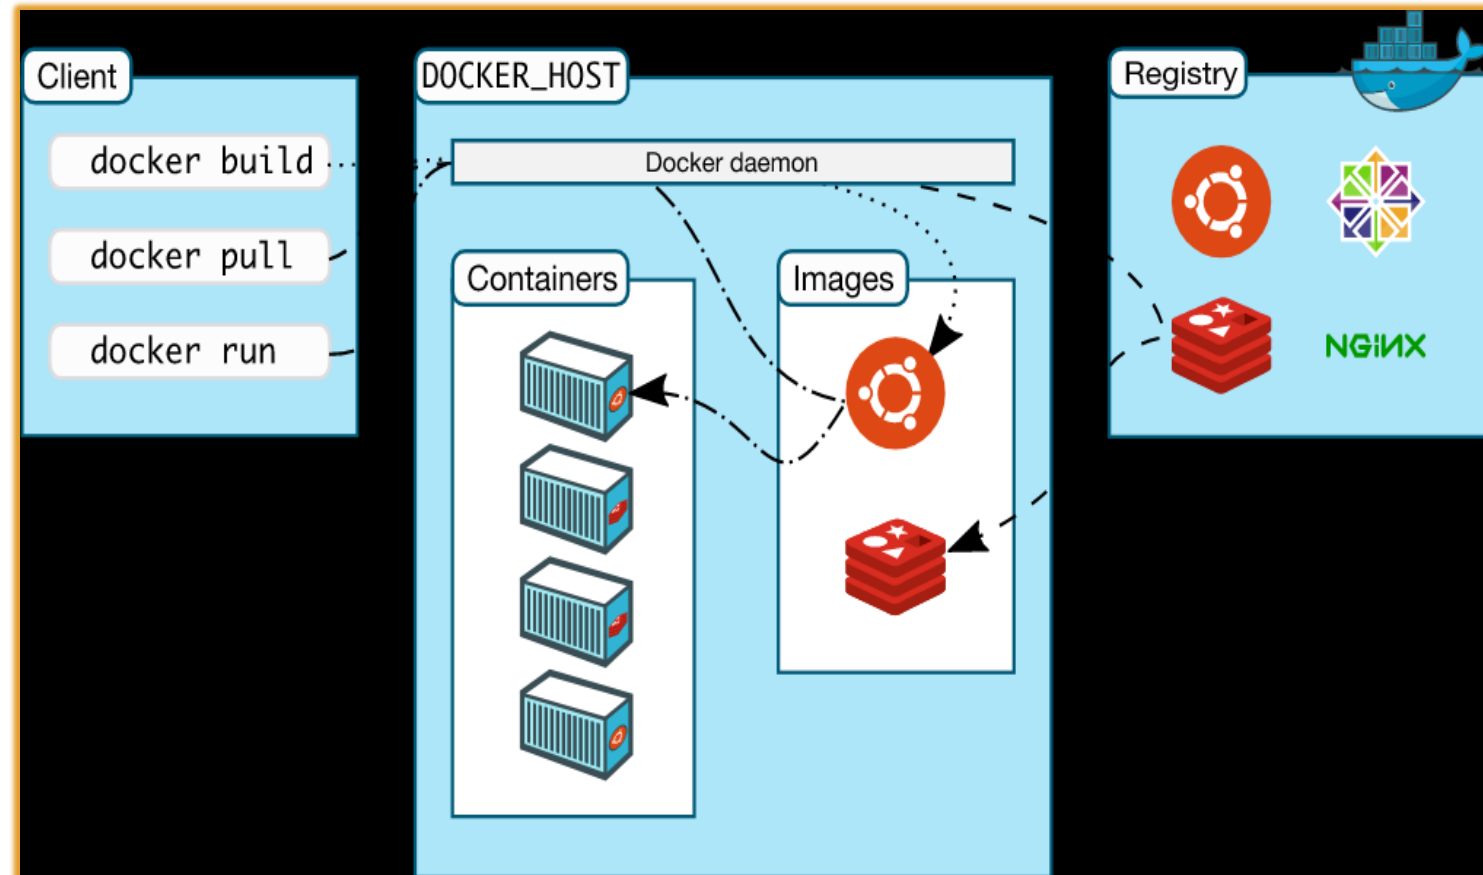 Client
docker build
docker pull
docker run
DOCKER_HOST
Docker daemon
Containers
Images
Registry
NGINX